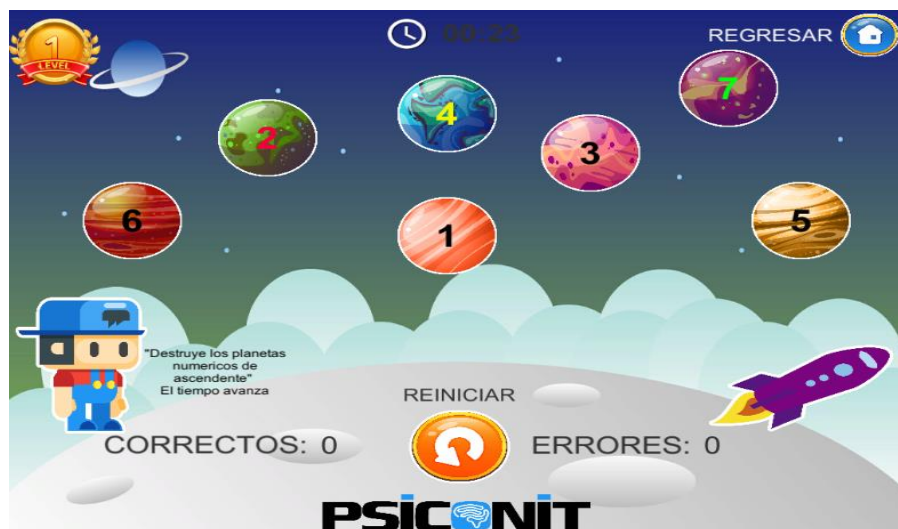 1
LEVEL
00:23
REGRESAR
7
4
2
3
6
1
5
"Destruye los planetas
numericos de
ascendente"
El tiempo avanza
REINICIAR
CORRECTOS: 0
ERRORES: 0
PSICONIT